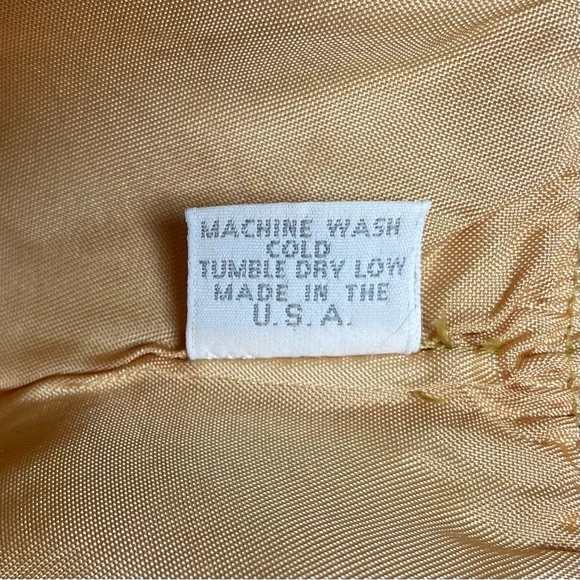 MACHINE WASH
COLD
TUMBLE DRY LOW
MADE IN THE
U.S.A.